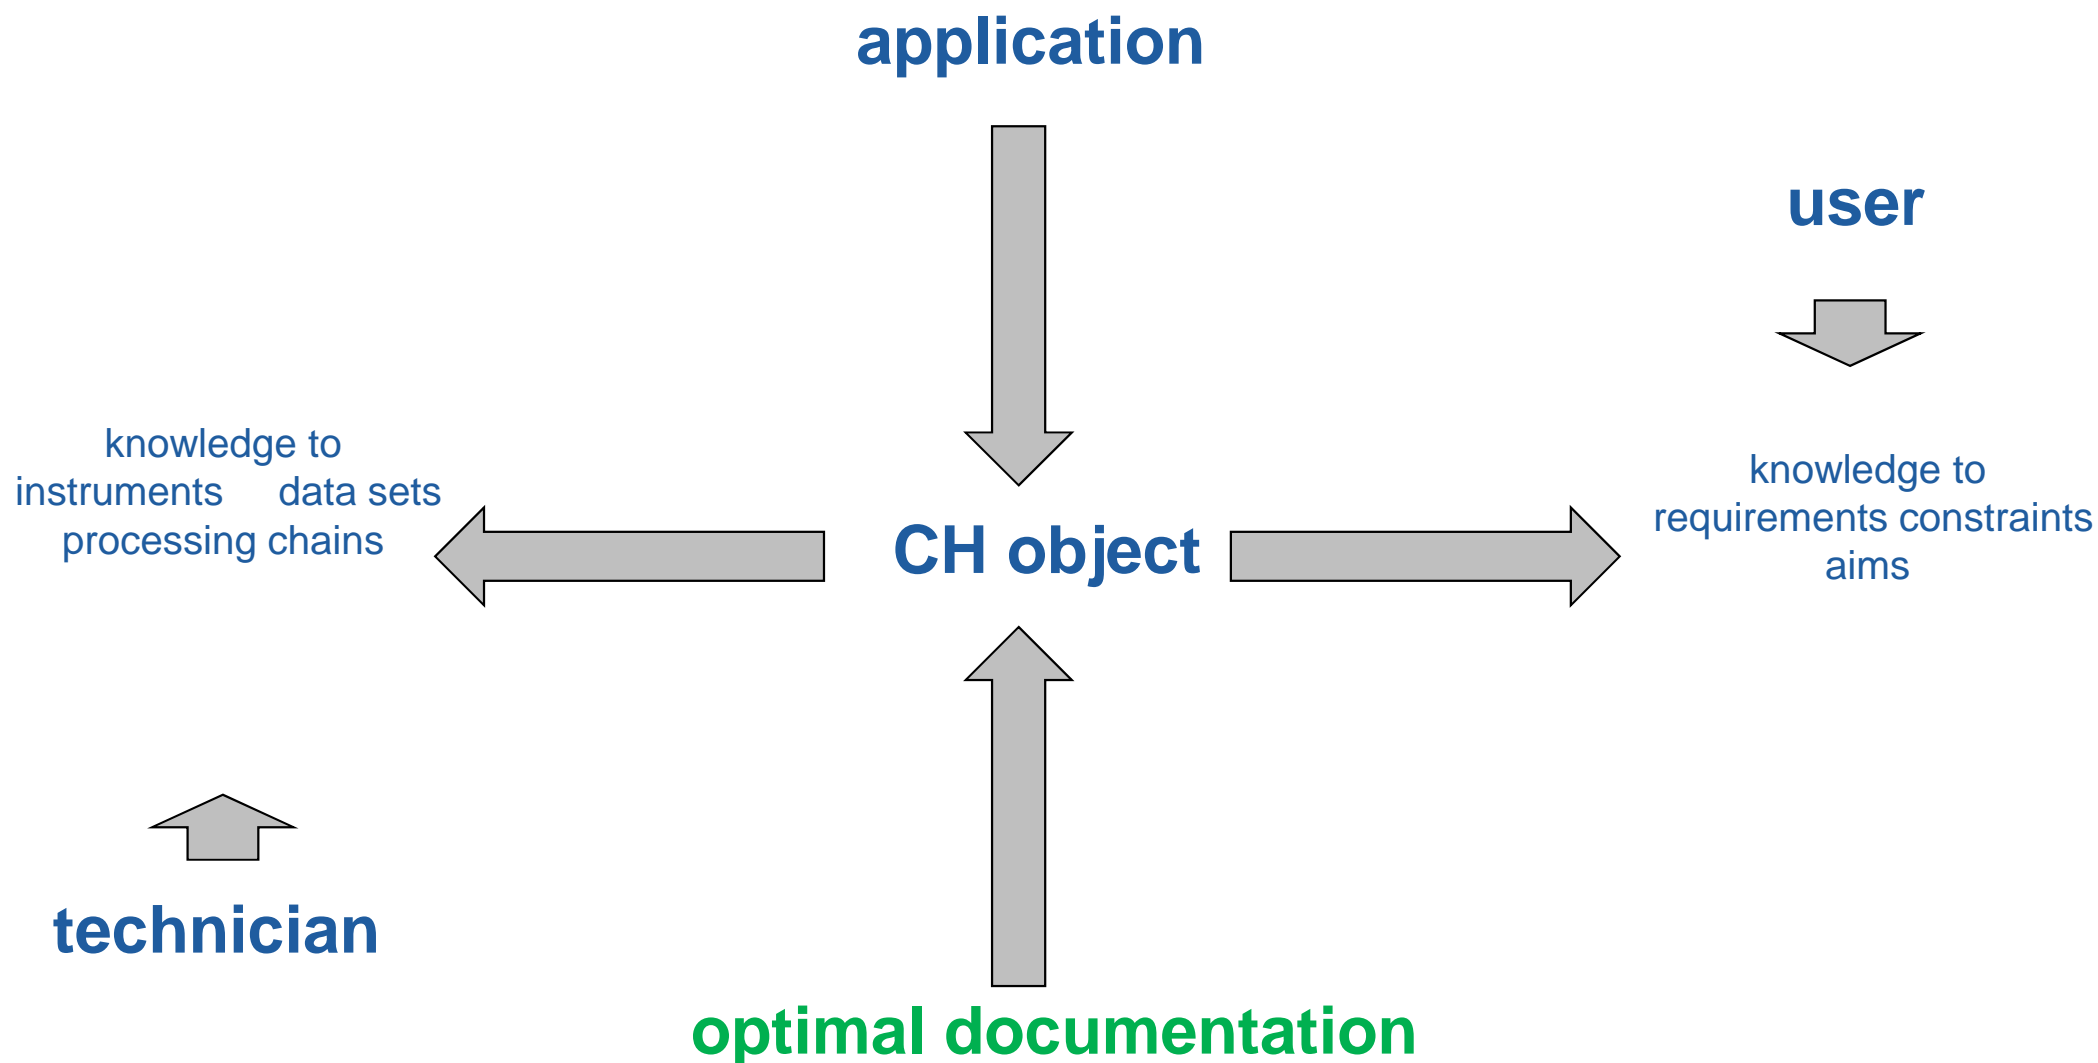 application
user
knowledge to
instruments data sets
processing chains
CH object
knowledge to
requirements constraints
aims
technician
optimal documentation